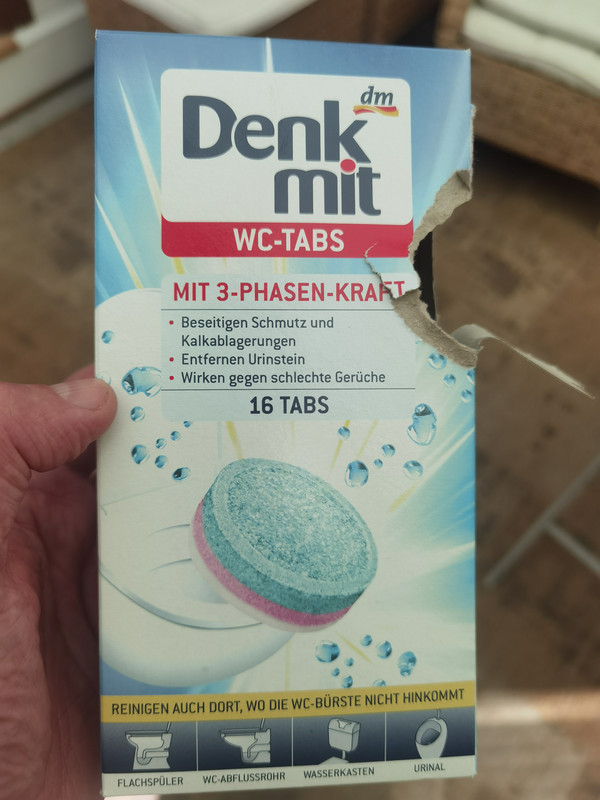 dm
Denk
mit
WC-TABS
MIT 3-PHASEN-KRAFT
• Beseitigen Schmutz und
Kalkablagerungen
• Entfernen Urinstein
• Wirken gegen schlechte Gerüche
16 TABS
REINIGEN AUCH DORT, WO DIE WC-BÜRSTE NICHT HINKOMMT
FLACHSPÜLER WC-ABFLUSSROHR WASSERKASTEN URINAL